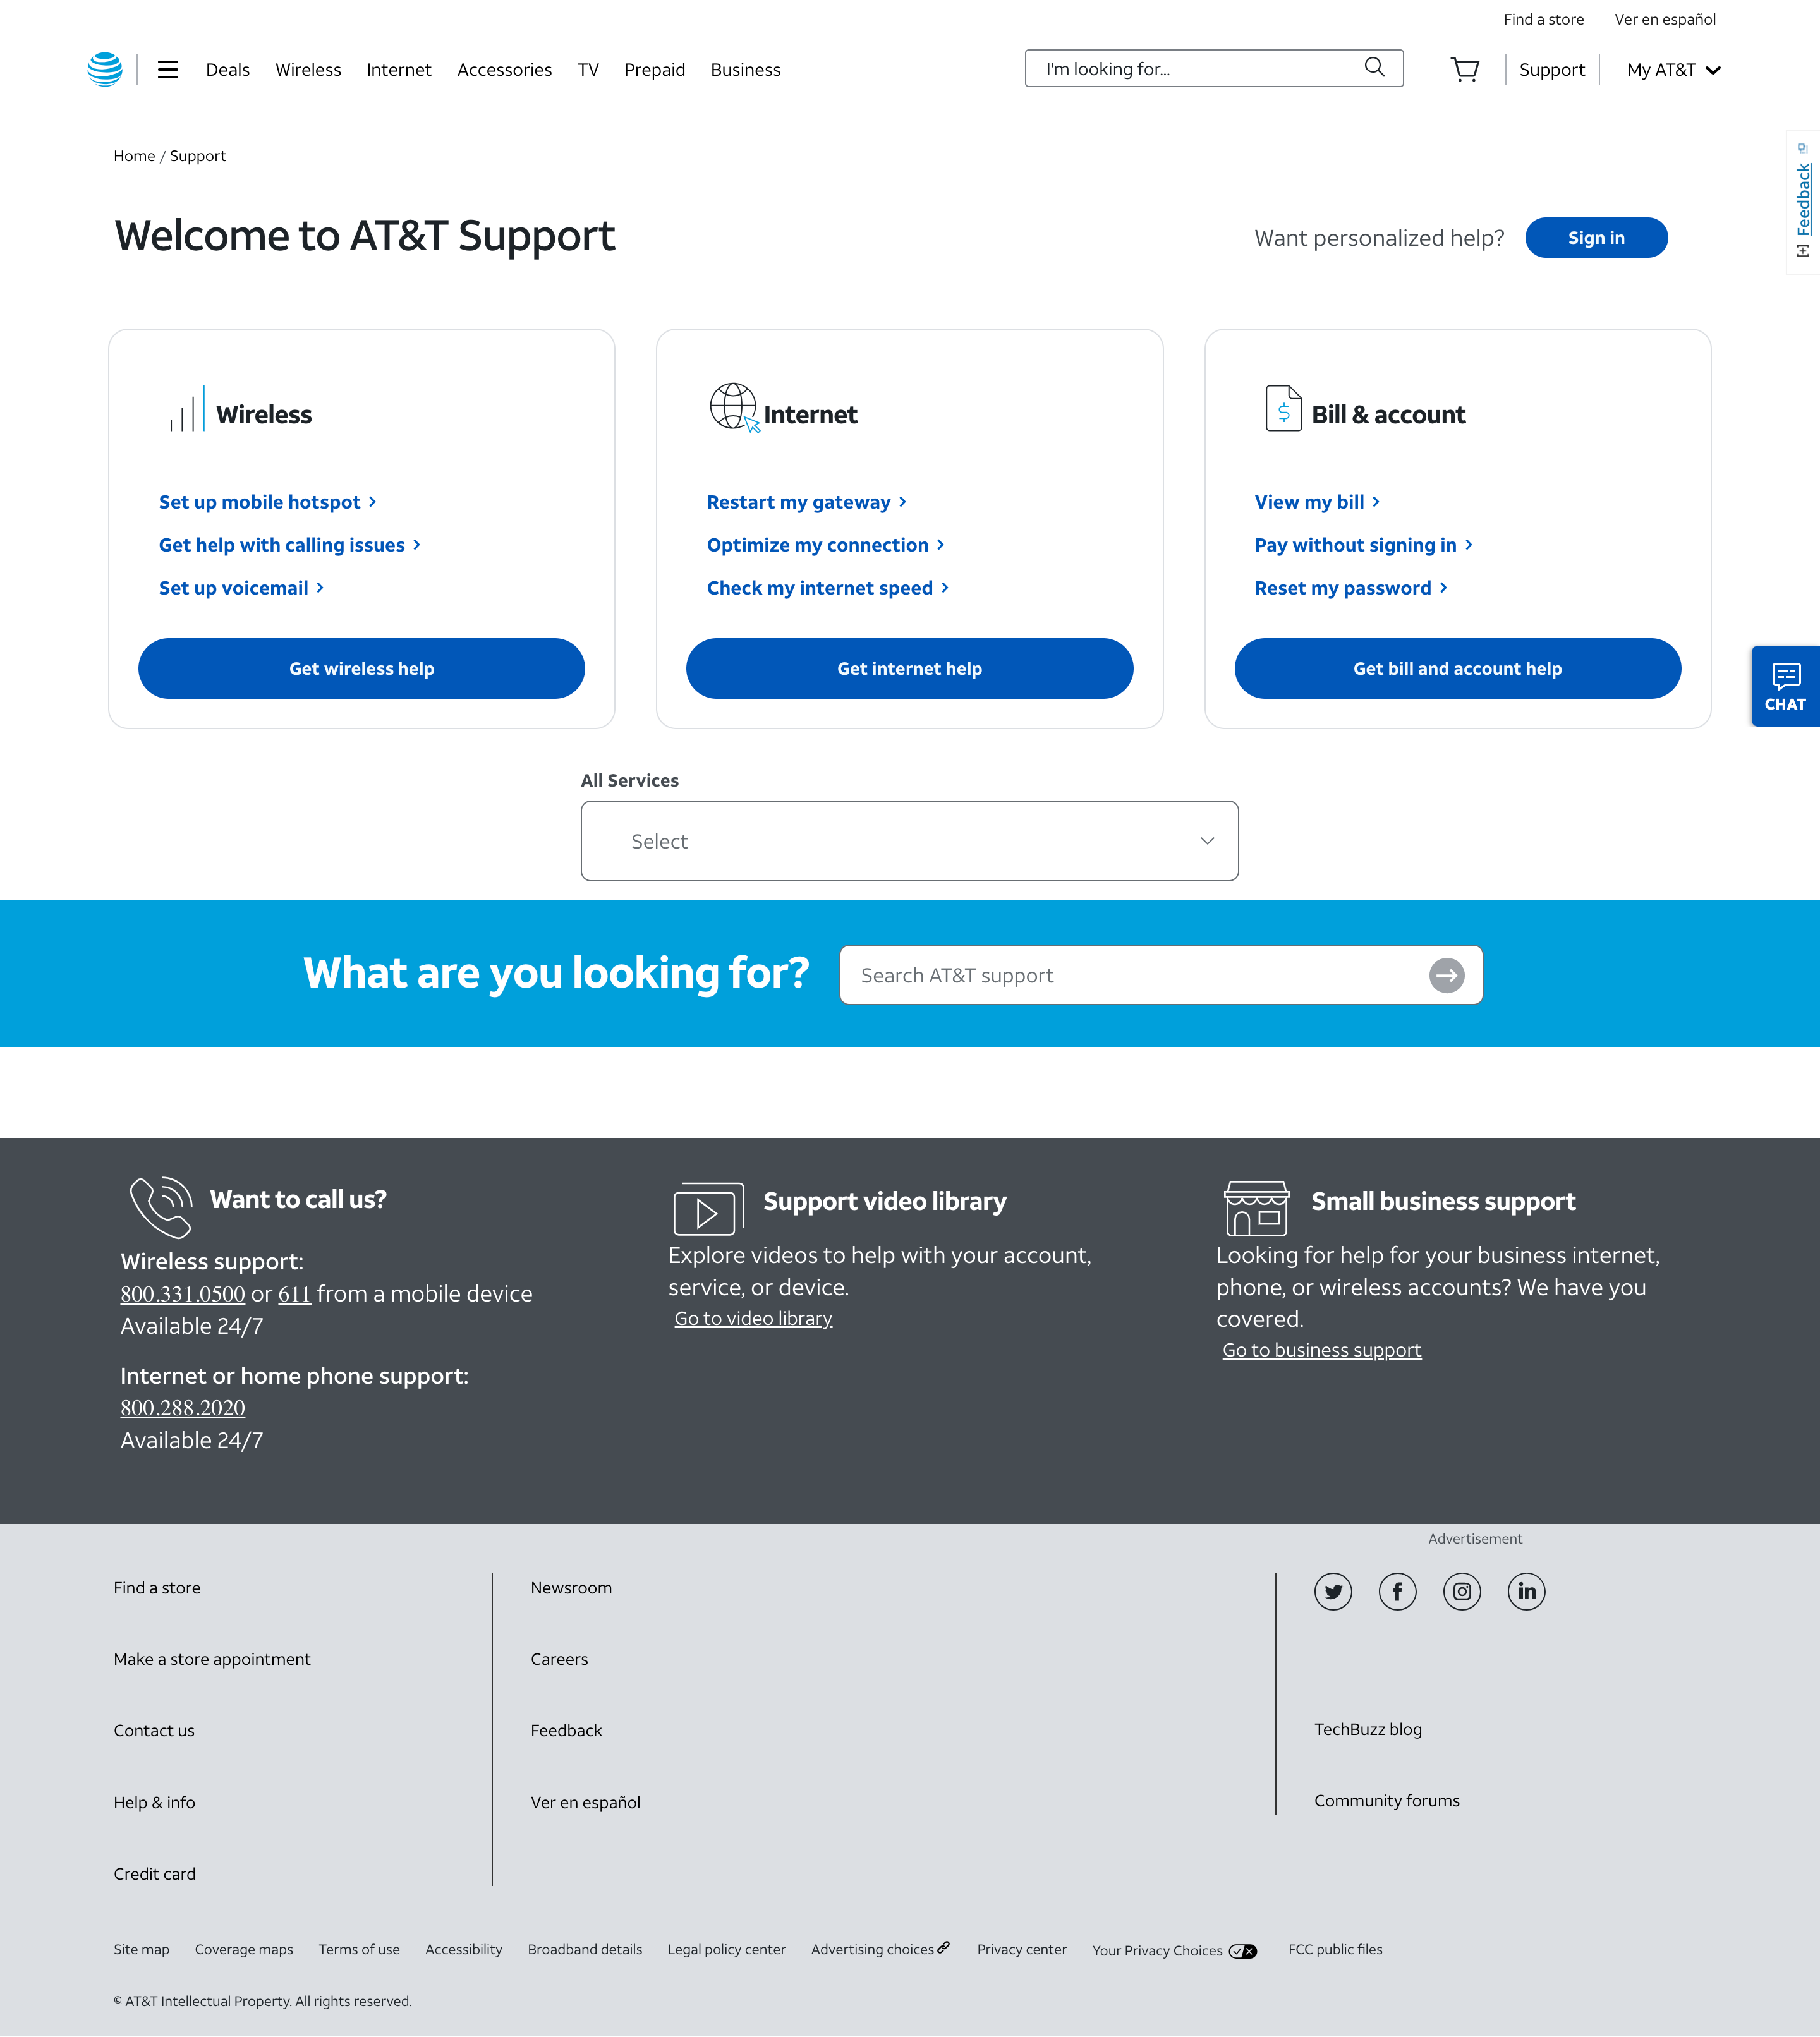 Find a store Ver en español
Deals Wireless Internet Accessories TV Prepaid Business I'm looking for... Support My AT&T
Home / Support
Feedback
Welcome to AT&T Support
Want personalized help? Sign in
Wireless
Set up mobile hotspot
Get help with calling issues
Set up voicemail
Get wireless help
Internet
Restart my gateway
Optimize my connection
Check my internet speed
Get internet help
Bill & account
View my bill
Pay without signing in
Reset my password
Get bill and account help
CHAT
All Services
Select
What are you looking for? Search AT&T support
Want to call us?
Wireless support:
800.331.0500 or 611 from a mobile device
Available 24/7
Internet or home phone support:
800.288.2020
Available 24/7
Support video library
Explore videos to help with your account,
service, or device.
Go to video library
Small business support
Looking for help for your business internet,
phone, or wireless accounts? We have you
covered.
Go to business support
Advertisement
Find a store
Make a store appointment
Contact us
Help & info
Credit card
Newsroom
Careers
Feedback
Ver en español
TechBuzz blog
Community forums
Site map Coverage maps Terms of use Accessibility Broadband details Legal policy center Advertising choices Privacy center Your Privacy Choices FCC public files
© AT&T Intellectual Property. All rights reserved.